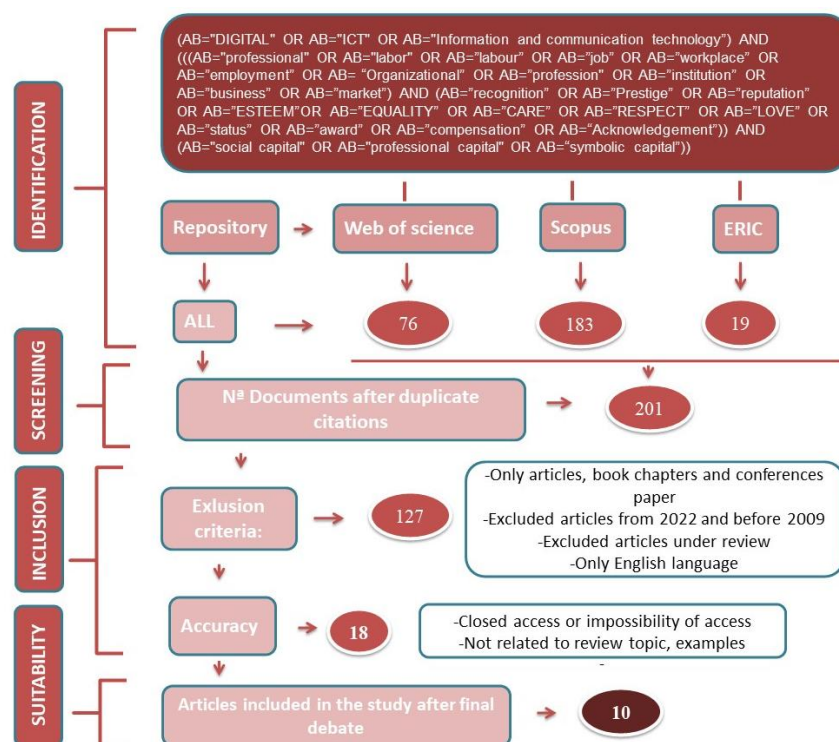 IDENTIFICATION
(AB="DIGITAL" OR AB="ICT" OR AB="Information and communication technology") AND
(((AB="professional" OR AB="labor" OR AB="labour" OR AB="job" OR AB="workplace" OR
AB="employment" OR AB= "Organizational" OR AB="profession" OR AB="institution" OR
AB="business" OR AB="market") AND (AB="recognition" OR AB="Prestige" OR AB="reputation"
OR AB="ESTEEM"OR AB="EQUALITY" OR AB="CARE" OR AB="RESPECT" OR AB="LOVE" OR
AB="status" OR AB="award" OR AB="compensation" OR AB="Acknowledgement")) AND
(AB="social capital" OR AB="professional capital" OR AB="symbolic capital"))
Repository
Web of science
Scopus
ERIC
ALL
76
183
19
SCREENING
Nª Documents after duplicate
citations
201
INCLUSION
Exlusion
criteria:
127
-Only articles, book chapters and conferences
paper
-Excluded articles from 2022 and before 2009
-Excluded articles under review
-Only English language
Accuracy
18
-Closed access or impossibility of access
-Not related to review topic, examples
-
SUITABILITY
Articles included in the study after final
debate
10